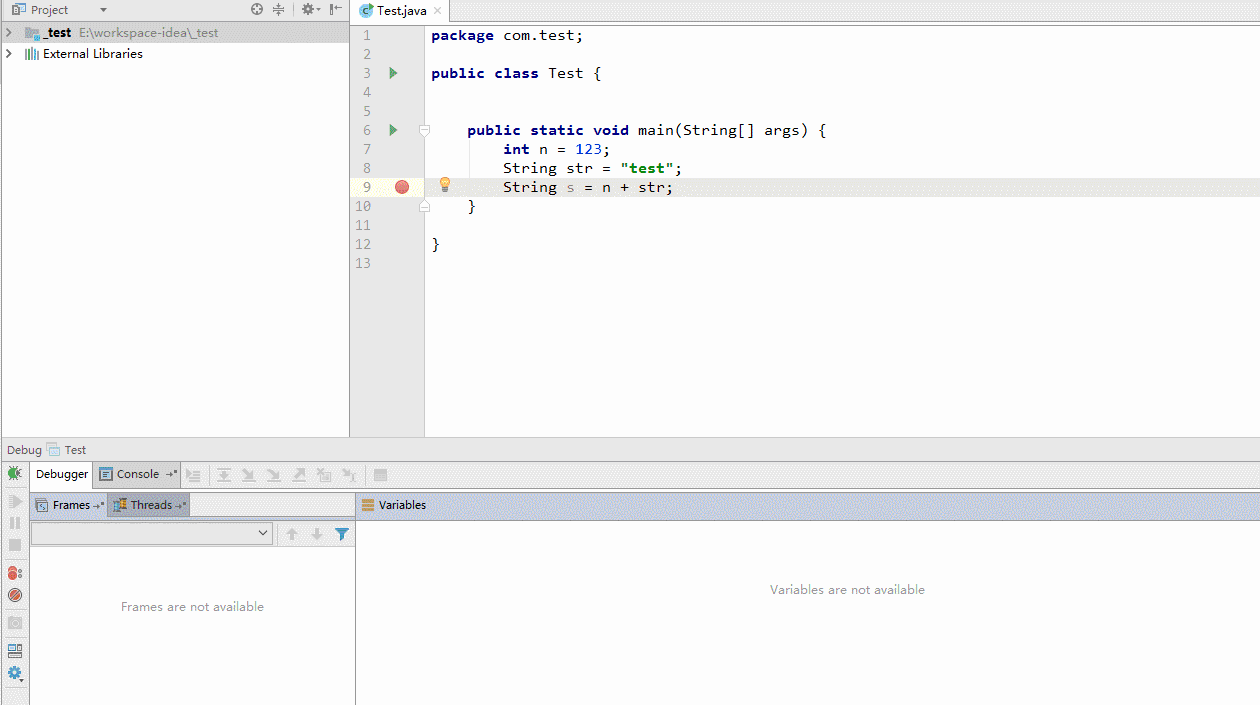 Project
Test.java
_test E:\workspace-idea\_test
External Libraries
1 package com.test;
2
3 public class Test {
4
5
6 public static void main(String[] args) {
7 int n = 123;
8 String str = "test";
9 String s = n + str;
10 }
11
12 }
13
Debug Test
Debugger Console
Frames Threads Variables
Frames are not available
Variables are not available